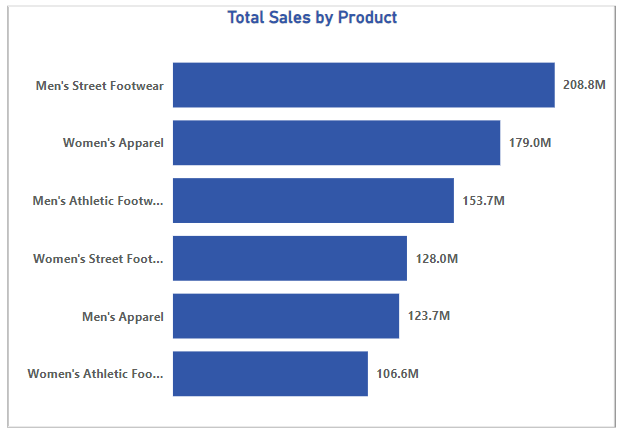 Total Sales by Product
Men's Street Footwear 208.8M
Women's Apparel 179.0M
Men's Athletic Footw... 153.7M
Women's Street Foot... 128.0M
Men's Apparel 123.7M
Women's Athletic Foo... 106.6M